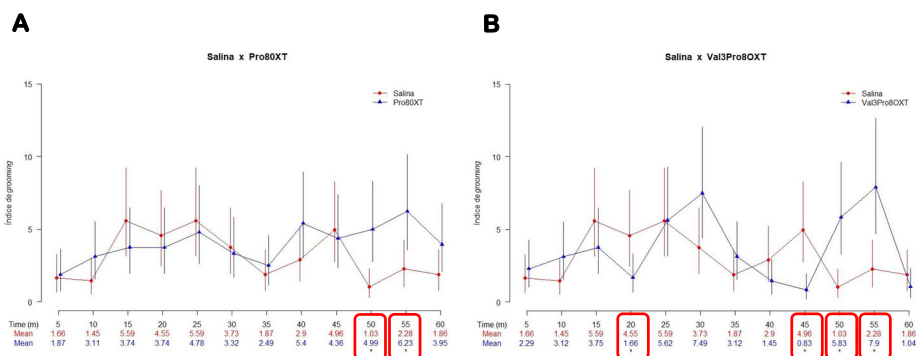 A
Salina x Pro80XT
Salina
Pro80XT
15
10
5
0
Índice de grooming
Time (m) 5 10 15 20 25 30 35 40 45 50 55 60
Mean 1.66 1.45 5.59 4.55 5.59 3.73 1.87 2.9 4.96 1.03 2.28 1.86
Mean 1.87 3.11 3.74 3.74 4.78 3.32 2.49 5.4 4.36 4.99 6.23 3.95
* *
B
Salina x Val3Pro8OXT
Salina
Val3Pro8OXT
15
10
5
0
Índice de grooming
Time (m) 5 10 15 20 25 30 35 40 45 50 55 60
Mean 1.66 1.45 5.59 4.55 5.59 3.73 1.87 2.9 4.96 1.03 2.28 1.86
Mean 2.29 3.12 3.75 1.66 5.62 7.49 3.12 1.45 0.83 5.83 7.9 1.04
* * * *